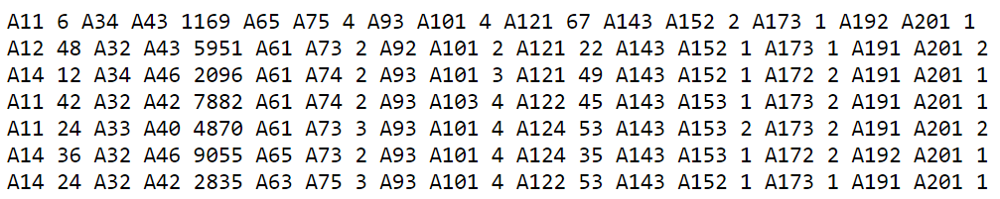 A11 6 A34 A43 1169 A65 A75 4 A93 A101 4 A121 67 A143 A152 2 A173 1 A192 A201 1
A12 48 A32 A43 5951 A61 A73 2 A92 A101 2 A121 22 A143 A152 1 A173 1 A191 A201 2
A14 12 A34 A46 2096 A61 A74 2 A93 A101 3 A121 49 A143 A152 1 A172 2 A191 A201 1
A11 42 A32 A42 7882 A61 A74 2 A93 A103 4 A122 45 A143 A153 1 A173 2 A191 A201 1
A11 24 A33 A40 4870 A61 A73 3 A93 A101 4 A124 53 A143 A153 2 A173 2 A191 A201 2
A14 36 A32 A46 9055 A65 A73 2 A93 A101 4 A124 35 A143 A153 1 A172 2 A192 A201 1
A14 24 A32 A42 2835 A63 A75 3 A93 A101 4 A122 53 A143 A152 1 A173 1 A191 A201 1